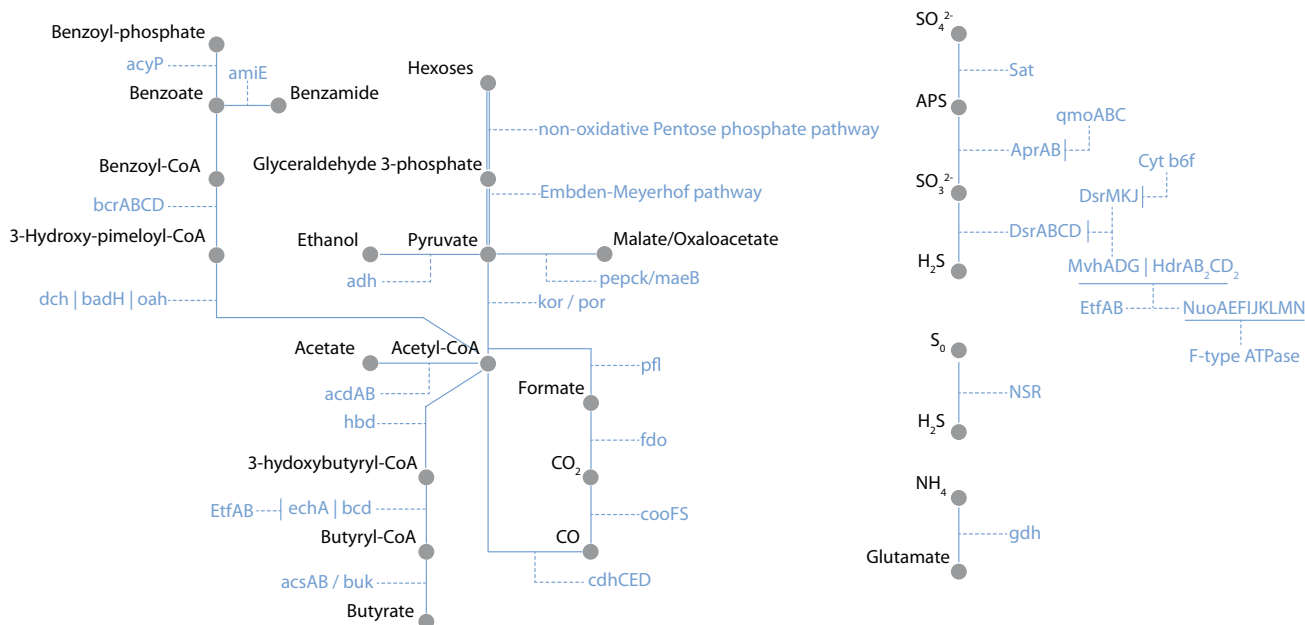 Benzoyl-phosphate
acyP
amiE
Benzoate
Benzamide
Benzoyl-CoA
bcrABCD
3-Hydroxy-pimeloyl-CoA
dch | badH | oah
Hexoses
non-oxidative Pentose phosphate pathway
Glyceraldehyde 3-phosphate
Embden-Meyerhof pathway
Ethanol
Pyruvate
Malate/Oxaloacetate
adh
pepck/maeB
kor / por
Acetate
Acetyl-CoA
acdAB
hbd
pfl
Formate
fdo
3-hydoxybutyryl-CoA
CO2
EtfAB
echA | bcd
cooFS
Butyryl-CoA
CO
acsAB / buk
cdhCED
Butyrate
SO4 2-
Sat
APS
qmoABC
AprAB
Cyt b6f
SO3 2-
DsrMKJ
DsrABCD
H2S
MvhADG | HdrAB2CD2
EtfAB
NuoAEFIJKLMN
F-type ATPase
S0
NSR
H2S
NH4
gdh
Glutamate